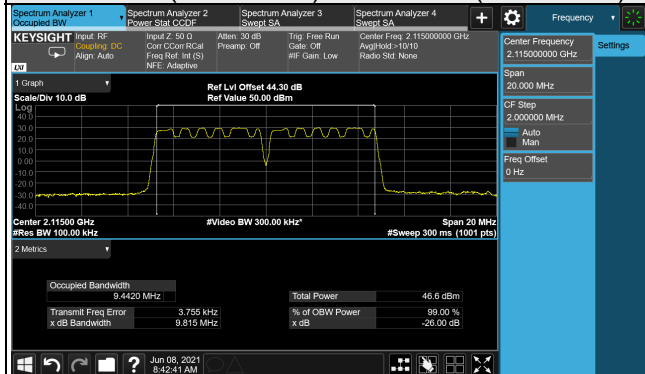 Spectrum Analyzer 1
Occupied BW
Spectrum Analyzer 2
Power Stat CCDF
Spectrum Analyzer 3
Swept SA
Spectrum Analyzer 4
Swept SA
+
Frequency
KEYSIGHT
Input: RF
Coupling: DC
Align: Auto
Input Z: 50 Ω
Corr CCorr RCal
Freq Ref: Int (S)
NFE: Adaptive
Atten: 30 dB
Preamp: Off
Trig: Free Run
Gate: Off
#IF Gain: Low
Center Freq: 2.115000000 GHz
Avg|Hold:>10/10
Radio Std: None
LXI
Center Frequency
2.115000000 GHz
Settings
Span
20.000 MHz
CF Step
2.000000 MHz
Auto
Man
Freq Offset
0 Hz
1 Graph
Scale/Div 10.0 dB
Ref Lvl Offset 44.30 dB
Ref Value 50.00 dBm
Log
40.0
30.0
20.0
10.0
0.00
-10.0
-20.0
-30.0
-40.0
Center 2.11500 GHz
#Video BW 300.00 kHz*
Span 20 MHz
#Res BW 100.00 kHz
#Sweep 300 ms (1001 pts)
2 Metrics
Occupied Bandwidth
9.4420 MHz
Total Power 46.6 dBm
Transmit Freq Error 3.755 kHz
% of OBW Power 99.00 %
x dB Bandwidth 9.815 MHz
x dB -26.00 dB
?
Jun 08, 2021
8:42:41 AM